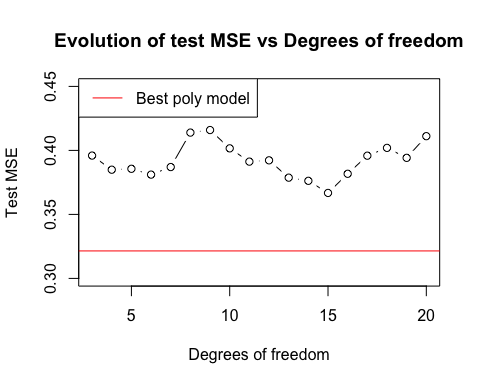 Evolution of test MSE vs Degrees of freedom
Best poly model
Test MSE
0.45
0.40
0.35
0.30
5 10 15 20
Degrees of freedom